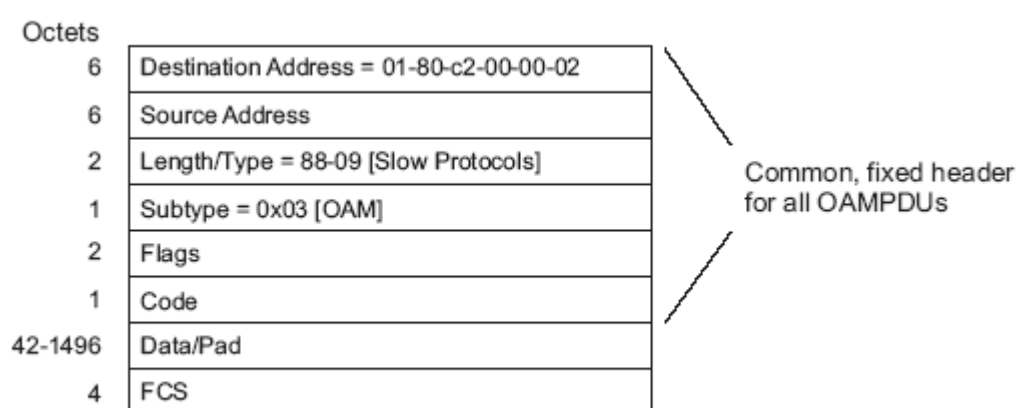 Octets
6 Destination Address = 01-80-c2-00-00-02
6 Source Address
2 Length/Type = 88-09 [Slow Protocols]
1 Subtype = 0x03 [OAM]
2 Flags
1 Code
42-1496 Data/Pad
4 FCS
Common, fixed header
for all OAMPDUs